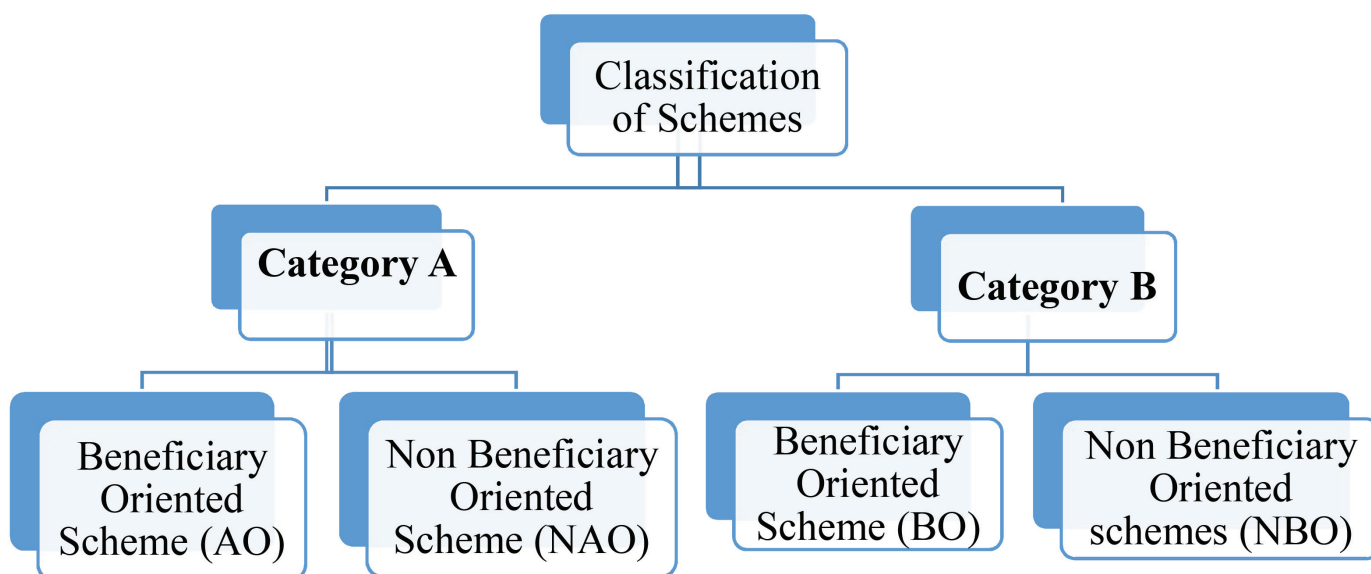 Classification
of Schemes
Category A
Category B
Beneficiary
Oriented
Scheme (AO)
Non Beneficiary
Oriented
Scheme (NAO)
Beneficiary
Oriented
Scheme (BO)
Non Beneficiary
Oriented
schemes (NBO)